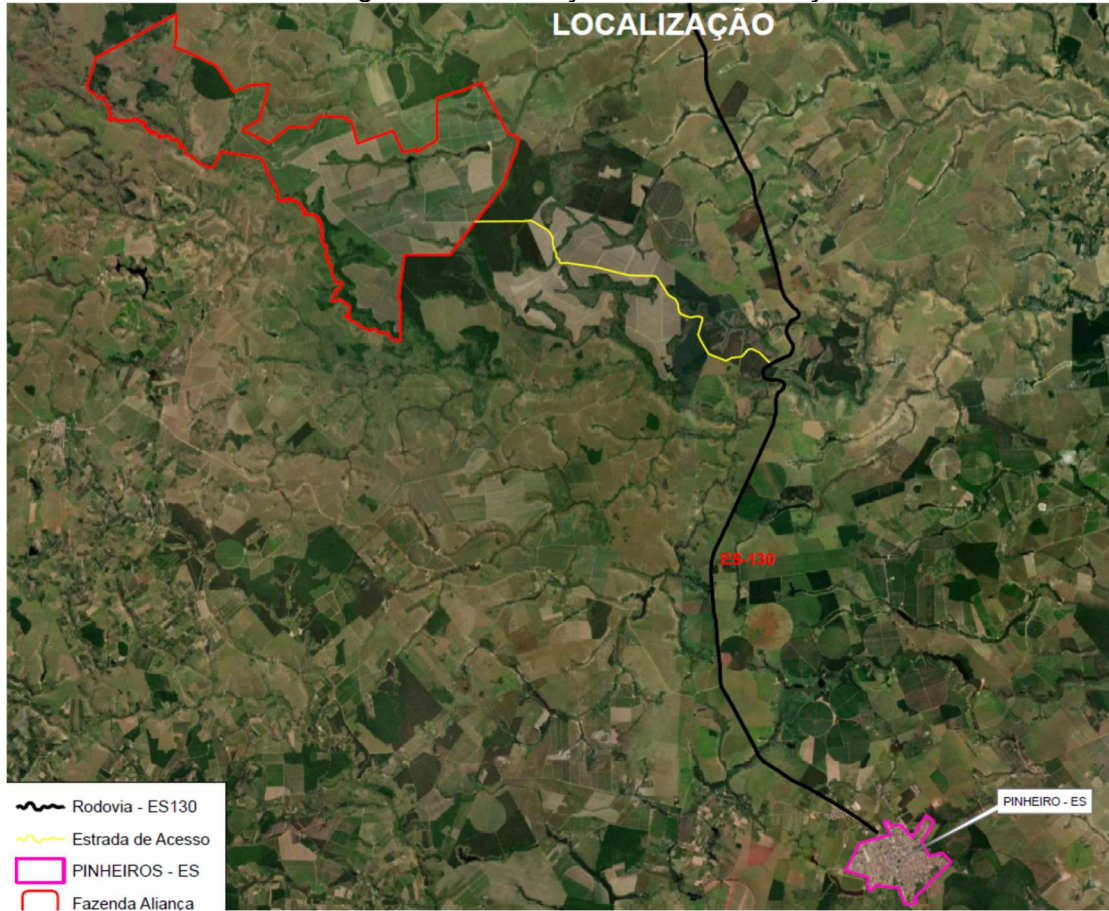 LOCALIZAÇÃO
ES-130
PINHEIRO - ES
Rodovia - ES130
Estrada de Acesso
PINHEIROS - ES
Fazenda Aliança